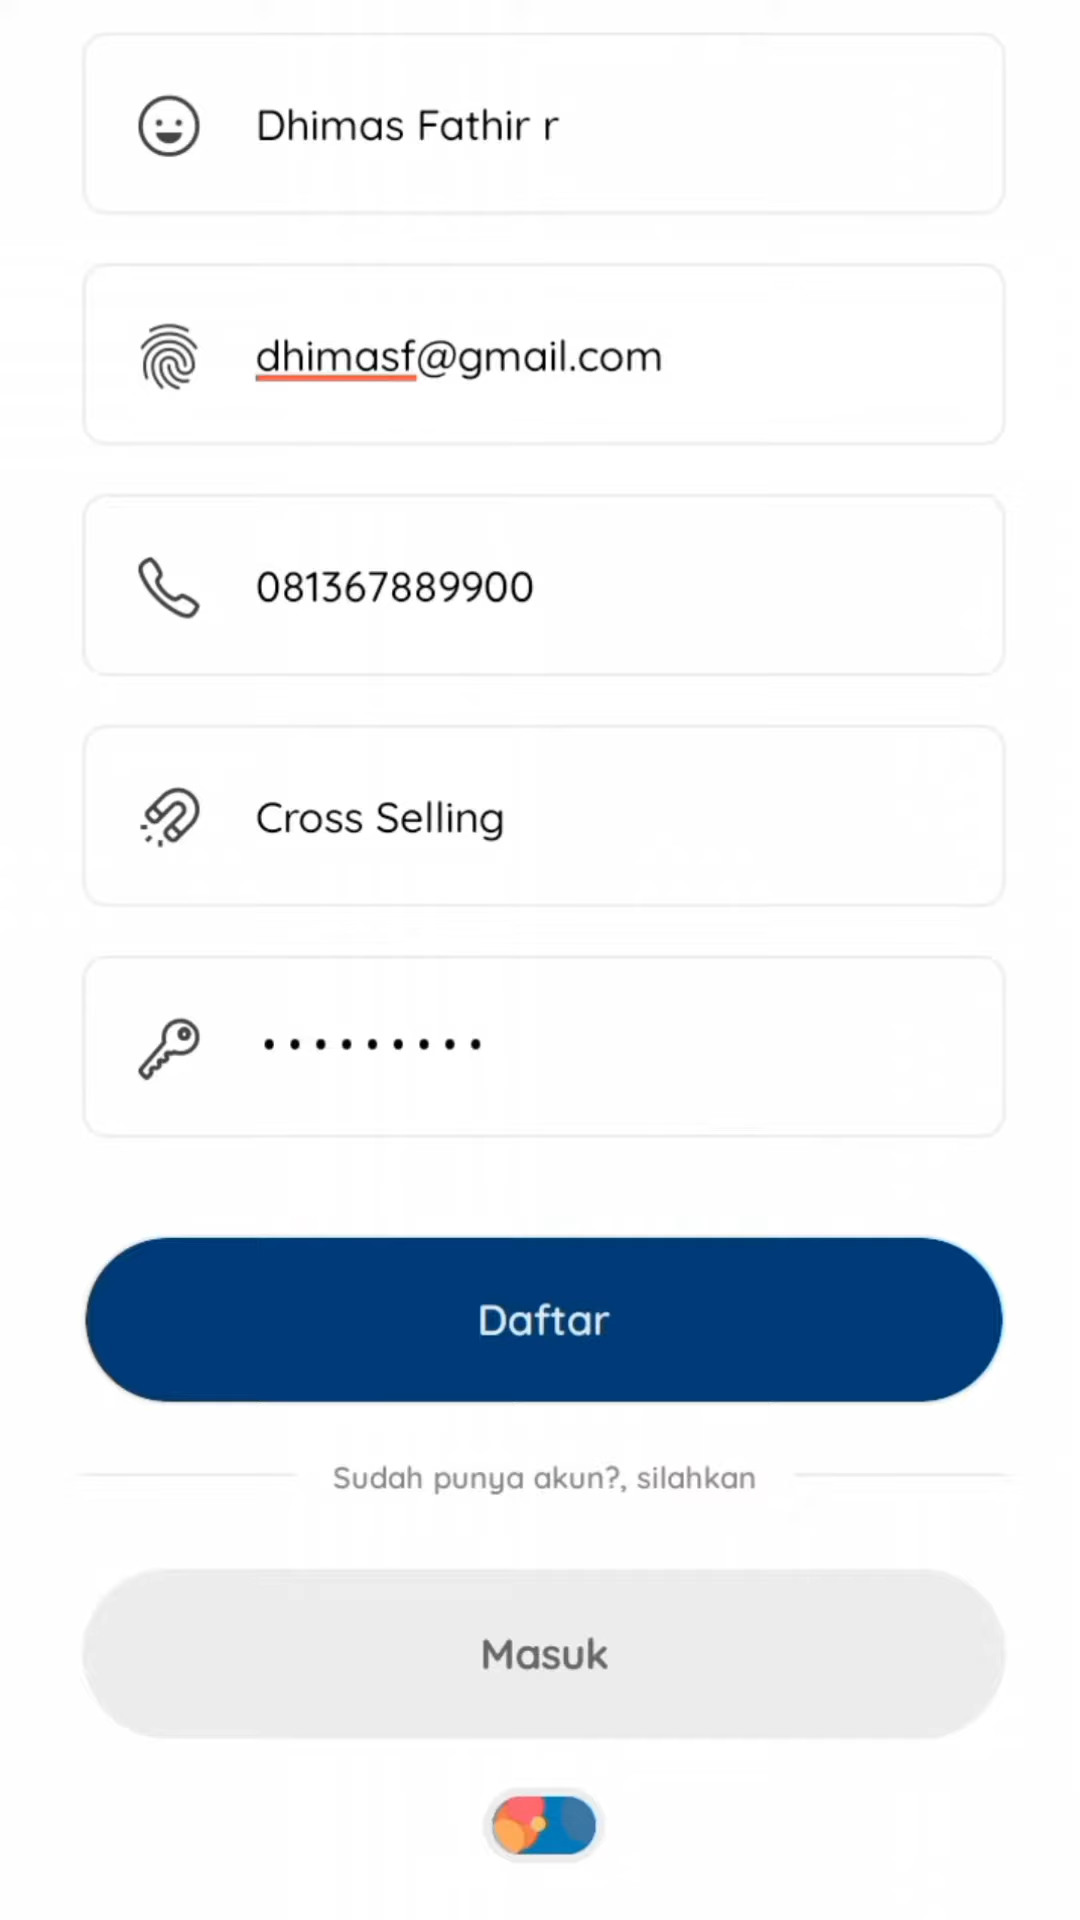 Dhimas Fathir r
dhimasf@gmail.com
081367889900
Cross Selling
•••••••••
Daftar
Sudah punya akun?, silahkan
Masuk